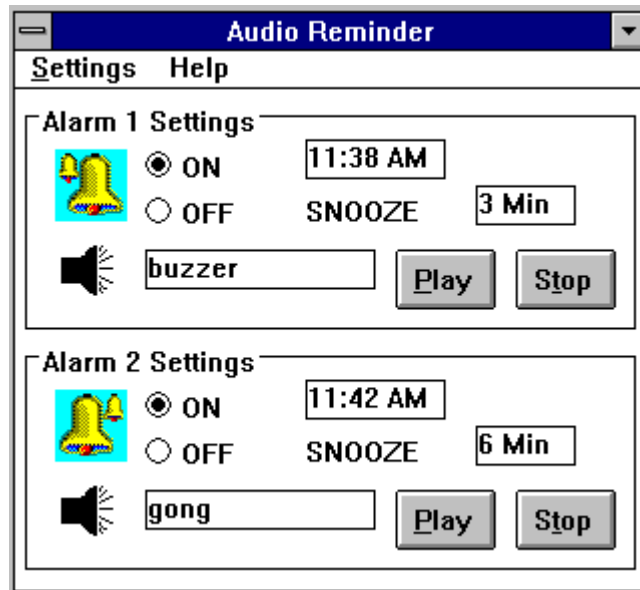 Audio Reminder
Settings Help
Alarm 1 Settings
ON 11:38 AM
OFF SNOOZE 3 Min
buzzer Play Stop
Alarm 2 Settings
ON 11:42 AM
OFF SNOOZE 6 Min
gong Play Stop